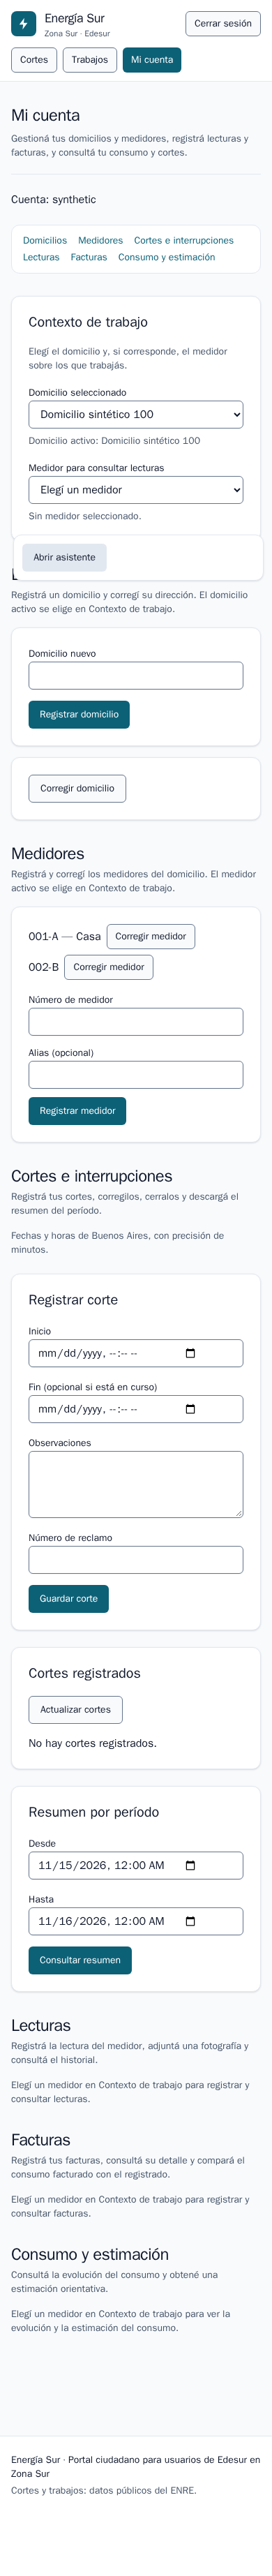 Energía Sur
Zona Sur · Edesur
Cerrar sesión
Cortes
Trabajos
Mi cuenta
Mi cuenta
Gestioná tus domicilios y medidores, registrá lecturas y
facturas, y consultá tu consumo y cortes.
Cuenta: synthetic
Domicilios
Medidores
Cortes e interrupciones
Lecturas
Facturas
Consumo y estimación
Contexto de trabajo
Elegí el domicilio y, si corresponde, el medidor
sobre los que trabajás.
Domicilio seleccionado
Domicilio sintético 100
Domicilio activo: Domicilio sintético 100
Medidor para consultar lecturas
Elegí un medidor
Sin medidor seleccionado.
Abrir asistente
Registrá un domicilio y corregí su dirección. El domicilio
activo se elige en Contexto de trabajo.
Domicilio nuevo
Registrar domicilio
Corregir domicilio
Medidores
Registrá y corregí los medidores del domicilio. El medidor
activo se elige en Contexto de trabajo.
001-A — Casa
Corregir medidor
002-B
Corregir medidor
Número de medidor
Alias (opcional)
Registrar medidor
Cortes e interrupciones
Registrá tus cortes, corregilos, cerralos y descargá el
resumen del período.
Fechas y horas de Buenos Aires, con precisión de
minutos.
Registrar corte
Inicio
mm/dd/yyyy, --:-- --
Fin (opcional si está en curso)
mm/dd/yyyy, --:-- --
Observaciones
Número de reclamo
Guardar corte
Cortes registrados
Actualizar cortes
No hay cortes registrados.
Resumen por período
Desde
11/15/2026, 12:00 AM
Hasta
11/16/2026, 12:00 AM
Consultar resumen
Lecturas
Registrá la lectura del medidor, adjuntá una fotografía y
consultá el historial.
Elegí un medidor en Contexto de trabajo para registrar y
consultar lecturas.
Facturas
Registrá tus facturas, consultá su detalle y compará el
consumo facturado con el registrado.
Elegí un medidor en Contexto de trabajo para registrar y
consultar facturas.
Consumo y estimación
Consultá la evolución del consumo y obtené una
estimación orientativa.
Elegí un medidor en Contexto de trabajo para ver la
evolución y la estimación del consumo.
Energía Sur · Portal ciudadano para usuarios de Edesur en
Zona Sur
Cortes y trabajos: datos públicos del ENRE.